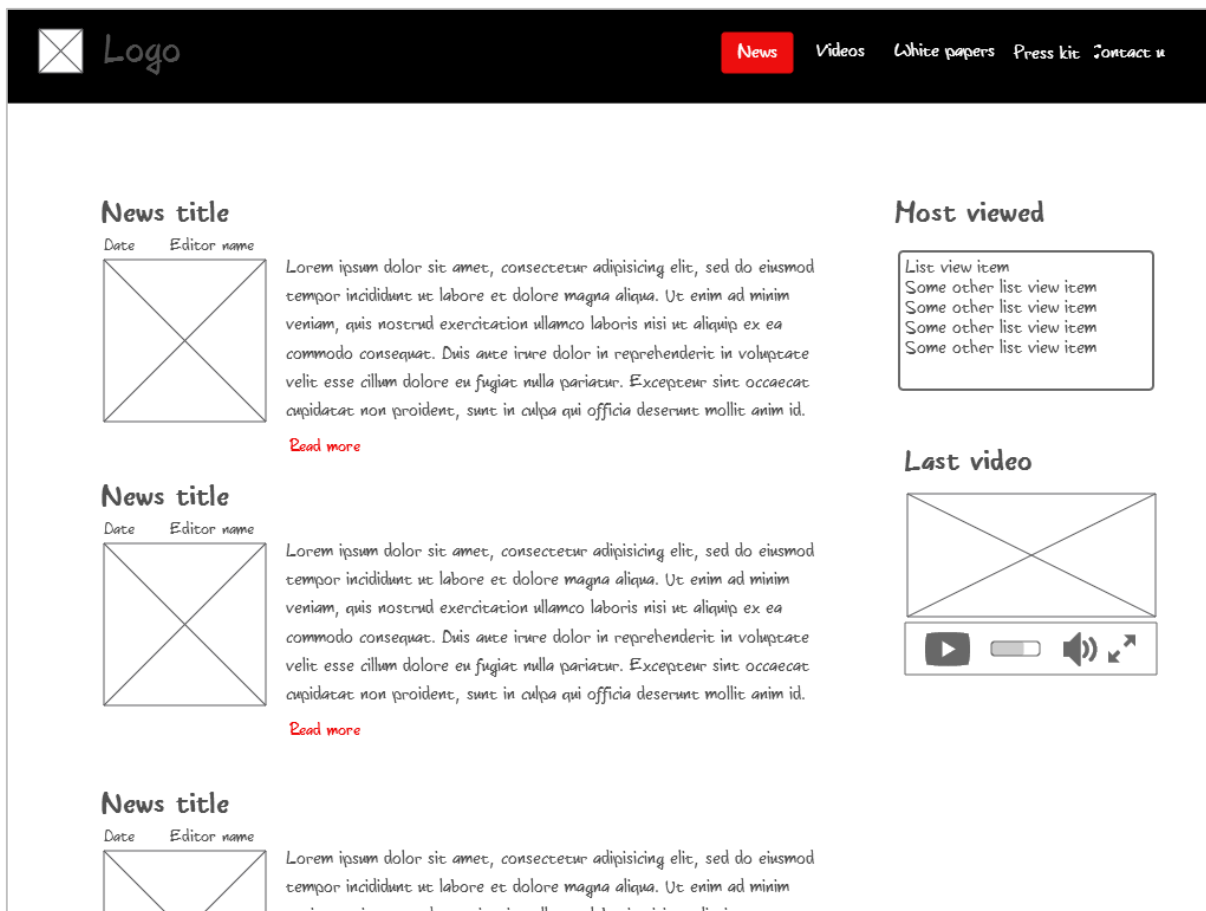 Logo
News Videos White papers Press kit Contact u
News title
Date Editor name
Lorem ipsum dolor sit amet, consectetur adipisicing elit, sed do eiusmod
tempor incididunt ut labore et dolore magna aliqua. Ut enim ad minim
veniam, quis nostrud exercitation ullamco laboris nisi ut aliquip ex ea
commodo consequat. Duis aute irure dolor in reprehenderit in voluptate
velit esse cillum dolore eu fugiat nulla pariatur. Excepteur sint occaecat
cupidatat non proident, sunt in culpa qui officia deserunt mollit anim id.
Read more
News title
Date Editor name
Lorem ipsum dolor sit amet, consectetur adipisicing elit, sed do eiusmod
tempor incididunt ut labore et dolore magna aliqua. Ut enim ad minim
veniam, quis nostrud exercitation ullamco laboris nisi ut aliquip ex ea
commodo consequat. Duis aute irure dolor in reprehenderit in voluptate
velit esse cillum dolore eu fugiat nulla pariatur. Excepteur sint occaecat
cupidatat non proident, sunt in culpa qui officia deserunt mollit anim id.
Read more
News title
Date Editor name
Lorem ipsum dolor sit amet, consectetur adipisicing elit, sed do eiusmod
tempor incididunt ut labore et dolore magna aliqua. Ut enim ad minim
Most viewed
List view item
Some other list view item
Some other list view item
Some other list view item
Some other list view item
Last video